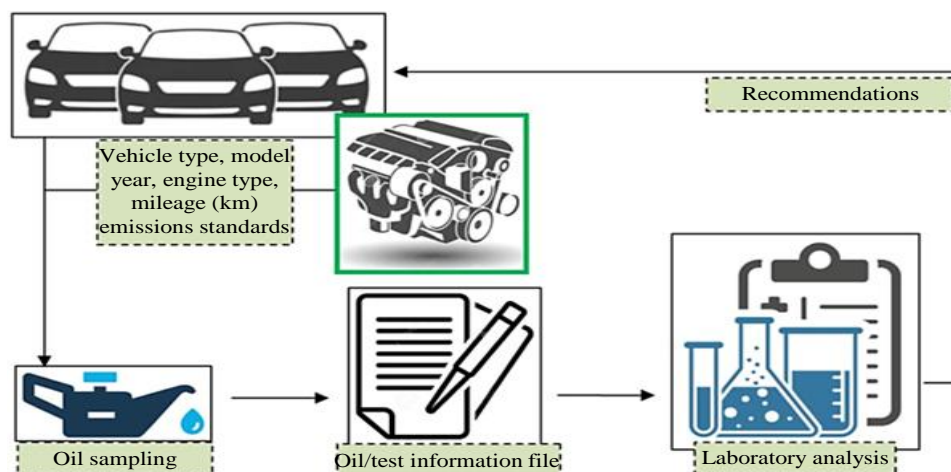 Recommendations
Vehicle type, model
year, engine type,
mileage (km)
emissions standards
Oil sampling
Oil/test information file
Laboratory analysis